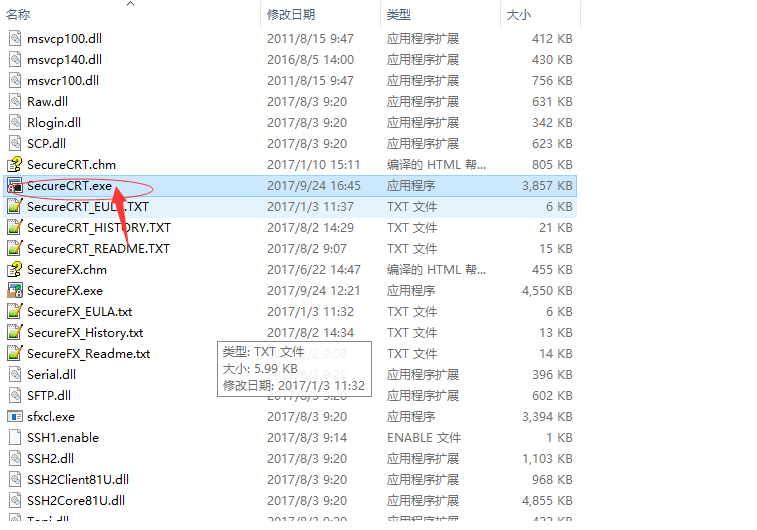 名称 修改日期 类型 大小
msvcp100.dll 2011/8/15 9:47 应用程序扩展 412 KB
msvcp140.dll 2016/8/5 14:00 应用程序扩展 430 KB
msvcr100.dll 2011/8/15 9:47 应用程序扩展 756 KB
Raw.dll 2017/8/3 9:20 应用程序扩展 631 KB
Rlogin.dll 2017/8/3 9:20 应用程序扩展 342 KB
SCP.dll 2017/8/3 9:20 应用程序扩展 623 KB
SecureCRT.chm 2017/1/10 15:11 编译的 HTML 帮... 805 KB
SecureCRT.exe 2017/9/24 16:45 应用程序 3,857 KB
SecureCRT_EULA.TXT 2017/1/3 11:37 TXT 文件 6 KB
SecureCRT_HISTORY.TXT 2017/8/2 14:29 TXT 文件 21 KB
SecureCRT_README.TXT 2017/8/2 9:07 TXT 文件 15 KB
SecureFX.chm 2017/6/22 14:47 编译的 HTML 帮... 455 KB
SecureFX.exe 2017/9/24 12:21 应用程序 4,550 KB
SecureFX_EULA.txt 2017/1/3 11:32 TXT 文件 6 KB
SecureFX_History.txt 2017/8/2 14:34 TXT 文件 13 KB
SecureFX_Readme.txt TXT 文件 14 KB
类型: TXT 文件
大小: 5.99 KB
修改日期: 2017/1/3 11:32
Serial.dll 应用程序扩展 396 KB
SFTP.dll 应用程序扩展 602 KB
sfxcl.exe 2017/8/3 9:20 应用程序 3,394 KB
SSH1.enable 2017/8/3 9:14 ENABLE 文件 1 KB
SSH2.dll 2017/8/3 9:20 应用程序扩展 1,103 KB
SSH2Client81U.dll 2017/8/3 9:20 应用程序扩展 968 KB
SSH2Core81U.dll 2017/8/3 9:20 应用程序扩展 4,855 KB